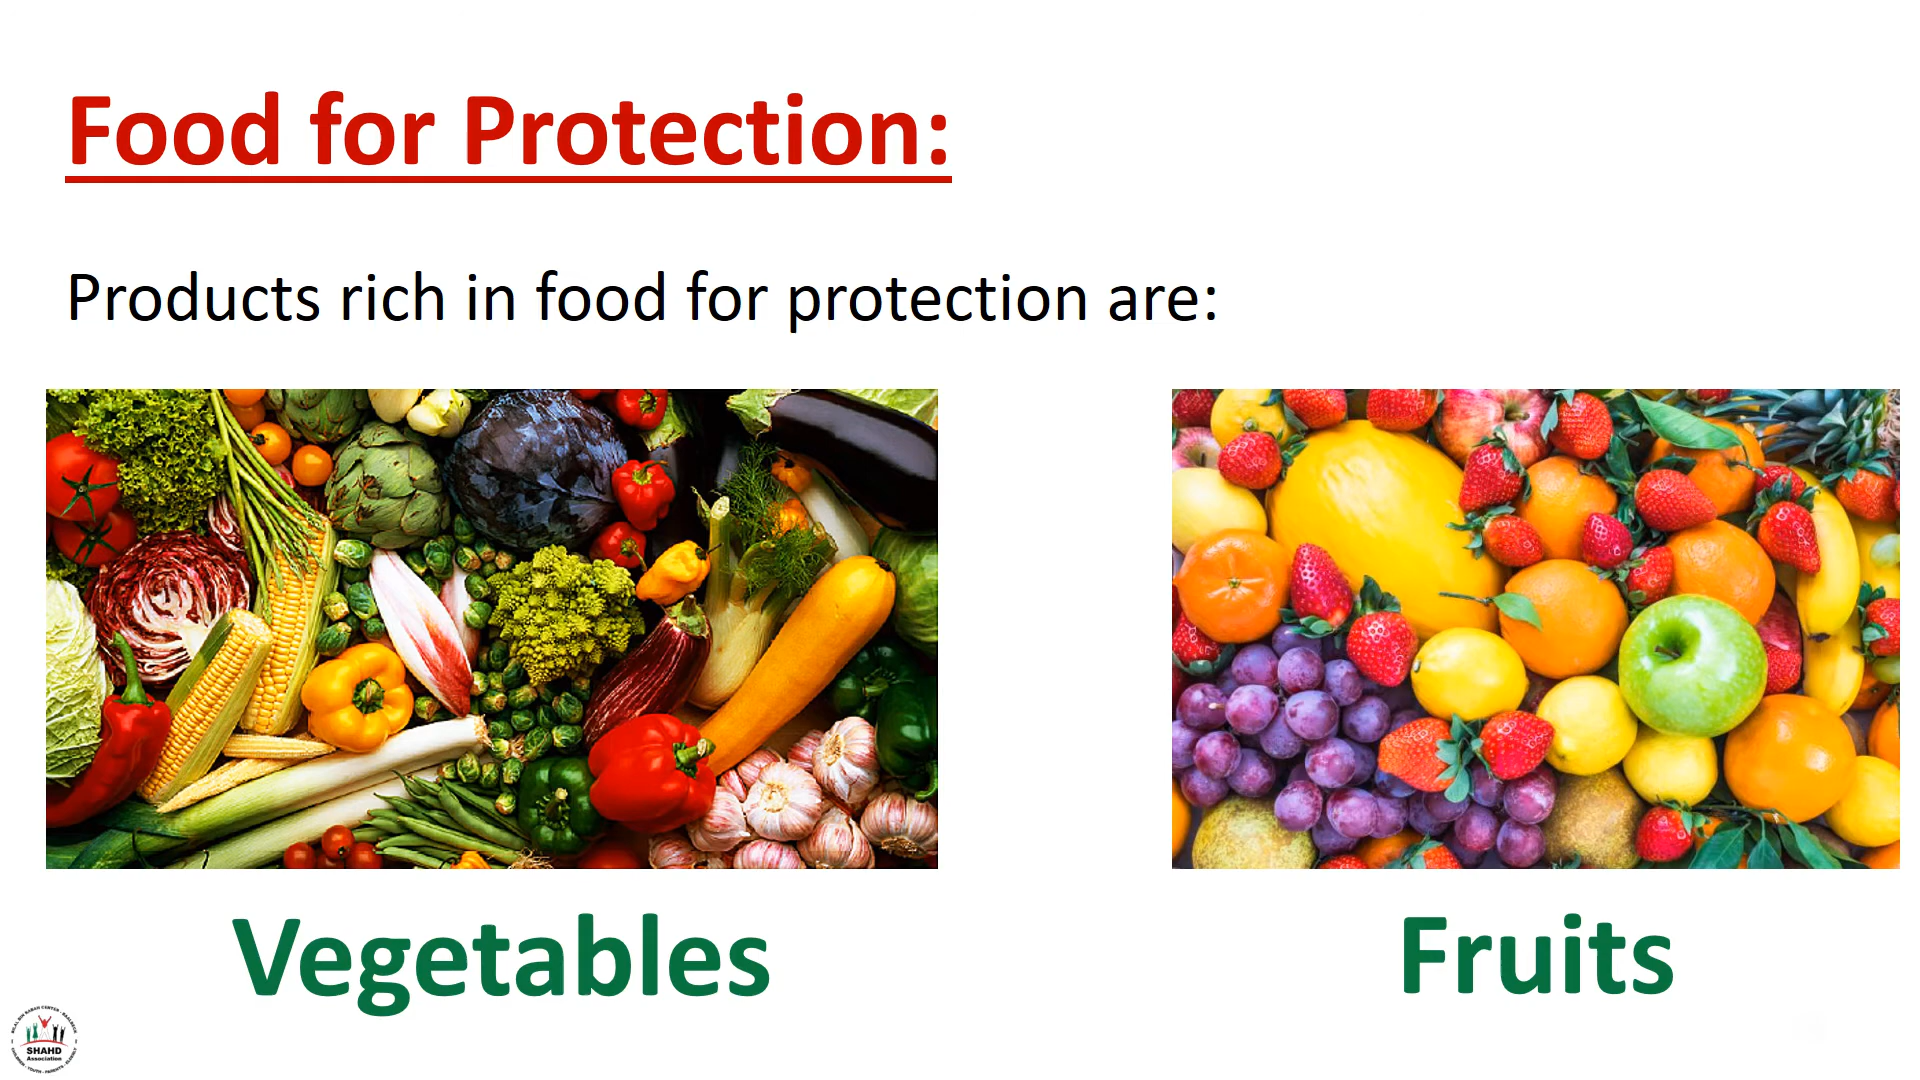 Food for Protection:
Products rich in food for protection are:
Vegetables
Fruits
SHAHD
Association